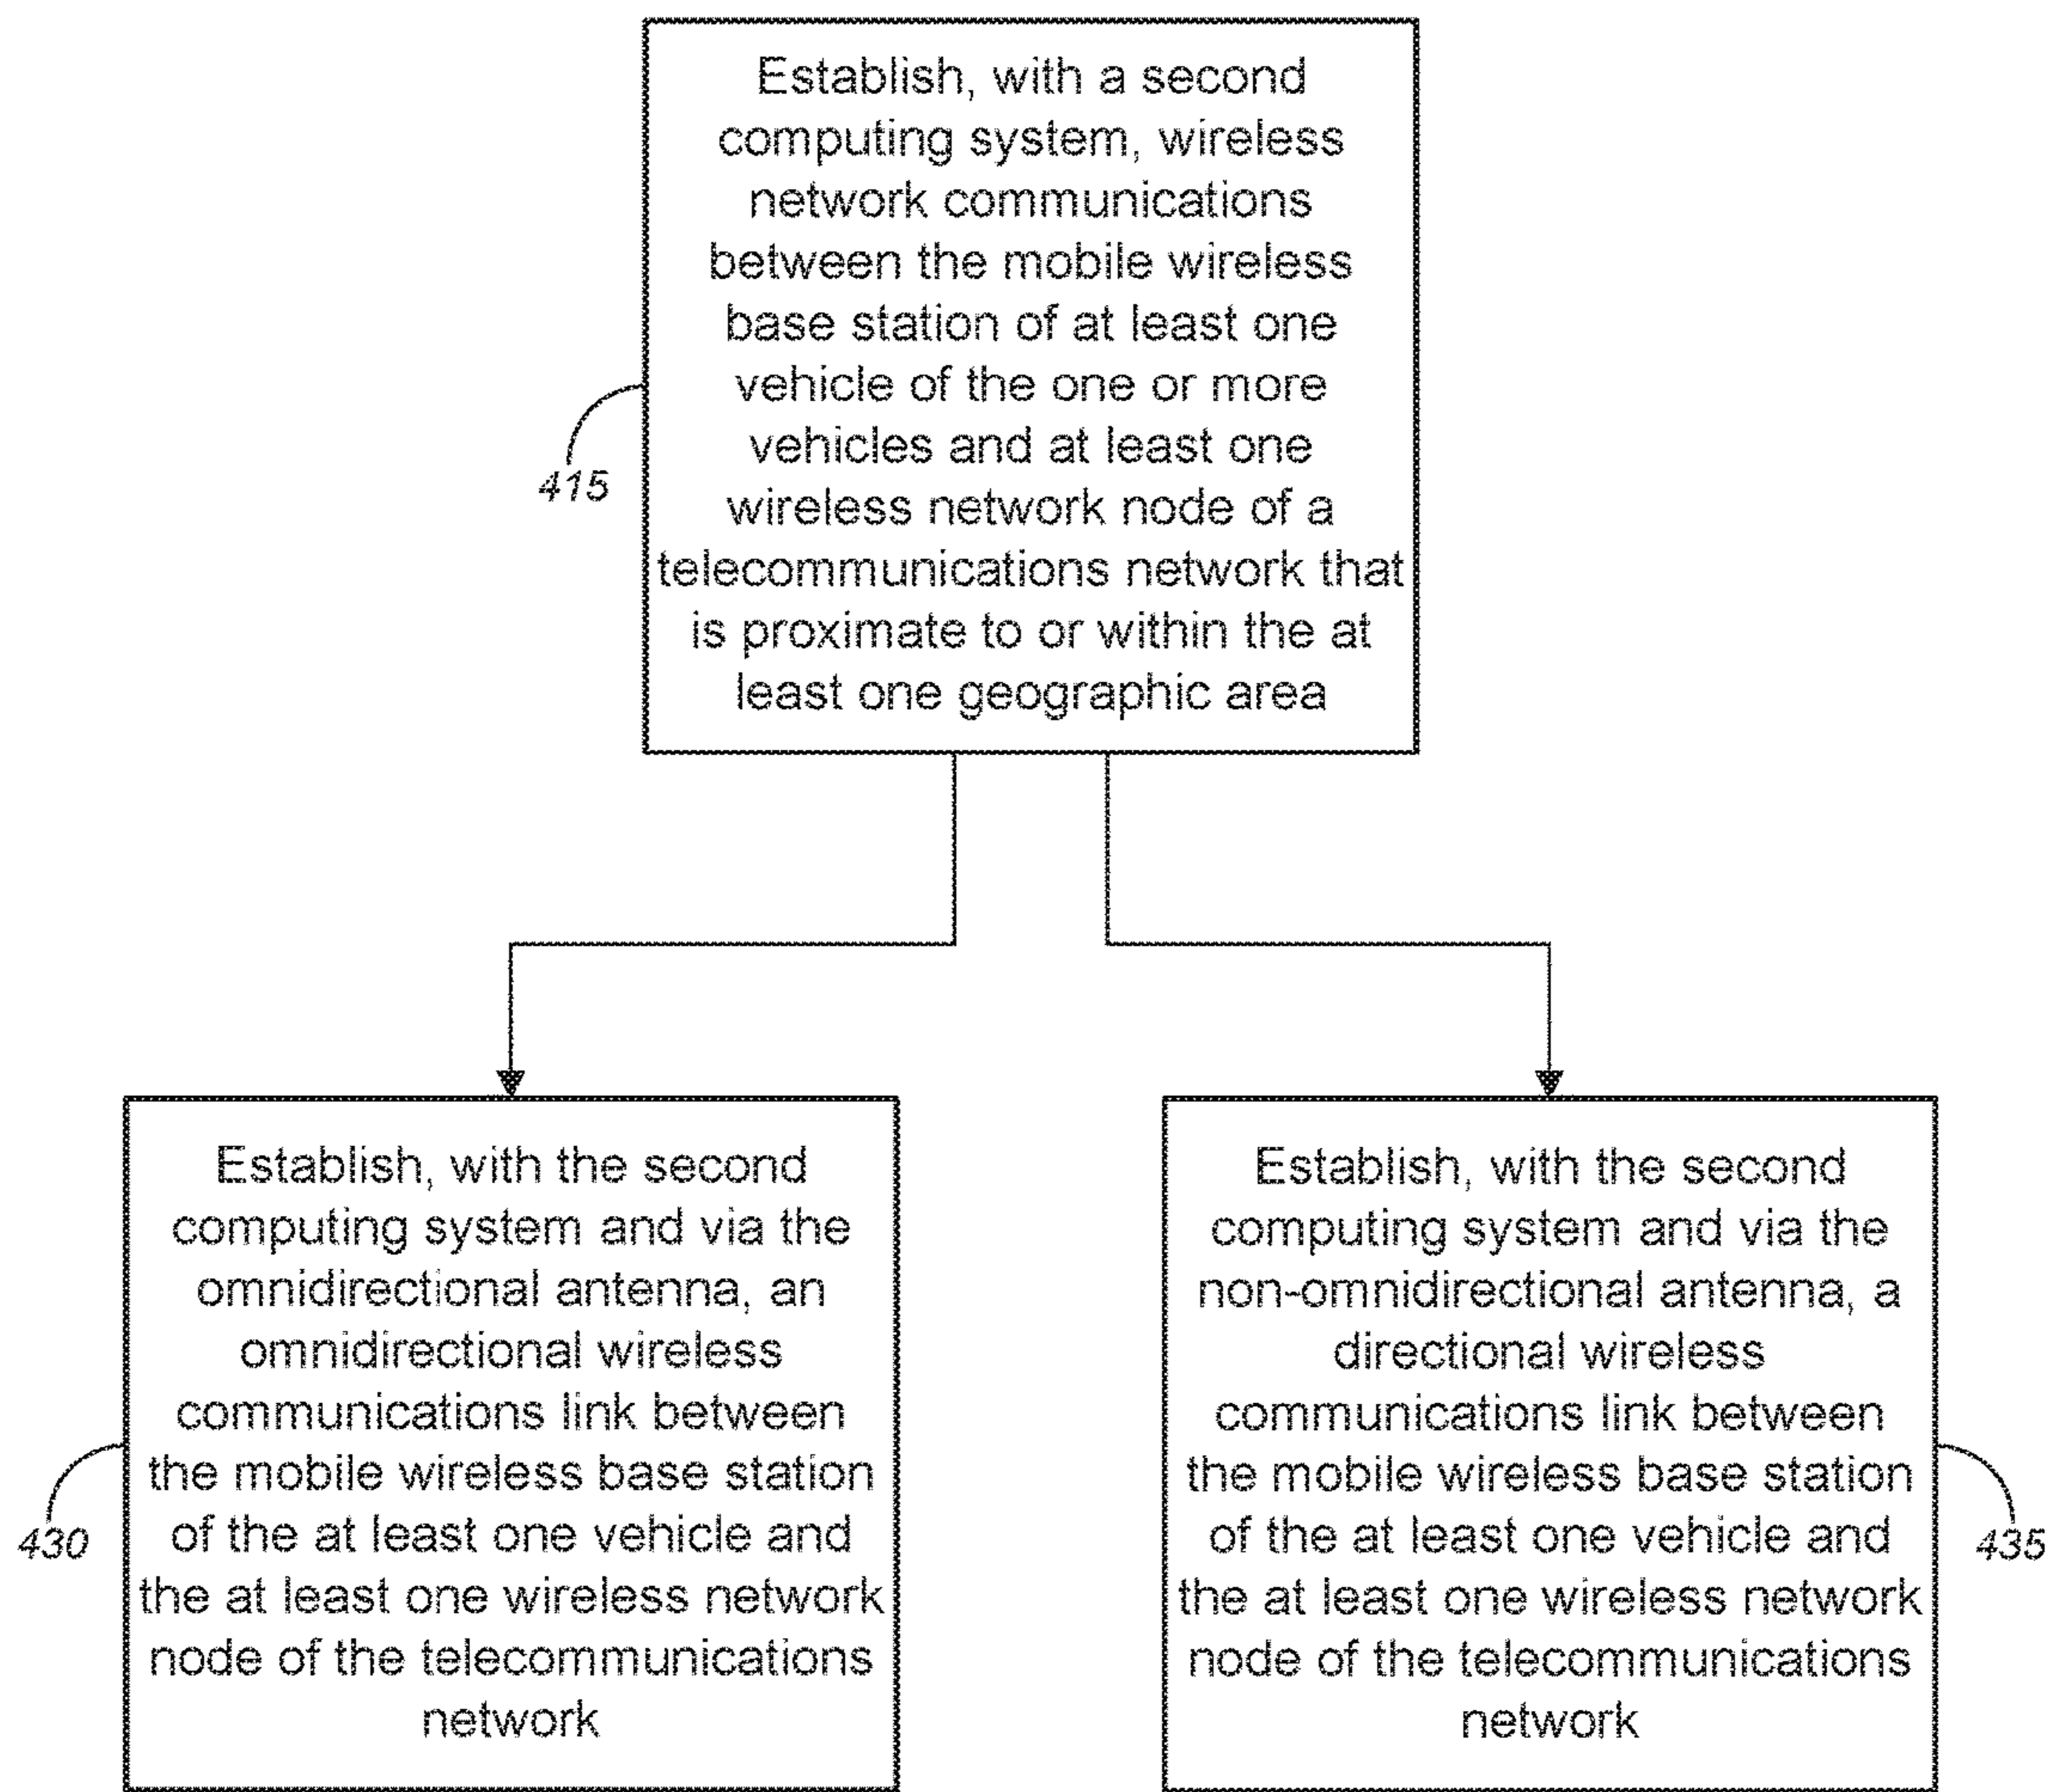 Establish, with a second
computing system, wireless
network communications
between the mobile wireless
base station of at least one
vehicle of the one or more
vehicles and at least one
wireless network node of a
telecommunications network that
is proximate to or within the at
least one geographic area
415
Establish, with the second
computing system and via the
omnidirectional antenna, an
omnidirectional wireless
communications link between
the mobile wireless base station
of the at least one vehicle and
the at least one wireless network
node of the telecommunications
network
430
Establish, with the second
computing system and via the
non-omnidirectional antenna, a
directional wireless
communications link between
the mobile wireless base station
of the at least one vehicle and
the at least one wireless network
node of the telecommunications
network
435